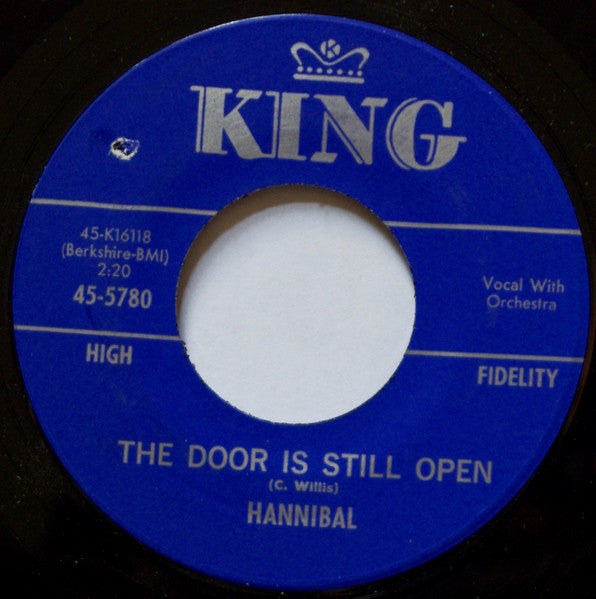 K
KING
45-K16118
(Berkshire-BMI)
2:20
45-5780
Vocal With
Orchestra
HIGH
FIDELITY
THE DOOR IS STILL OPEN
(C. Willis)
HANNIBAL